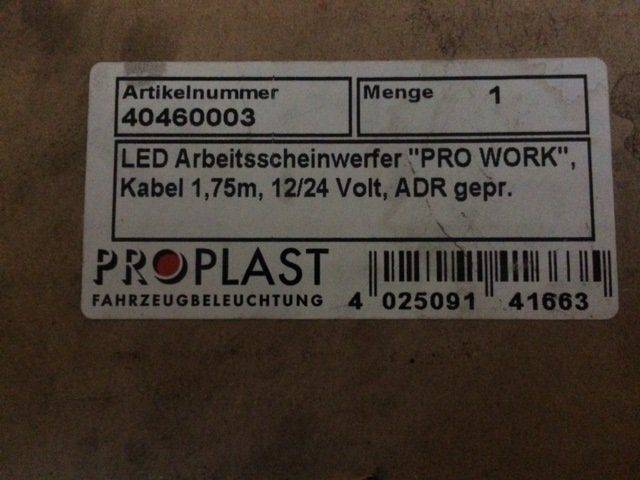 Artikelnummer
40460003
Menge 1
LED Arbeitsscheinwerfer "PRO WORK",
Kabel 1,75m, 12/24 Volt, ADR gepr.
PROPLAST
FAHRZEUGBELEUCHTUNG
4 025091 41663